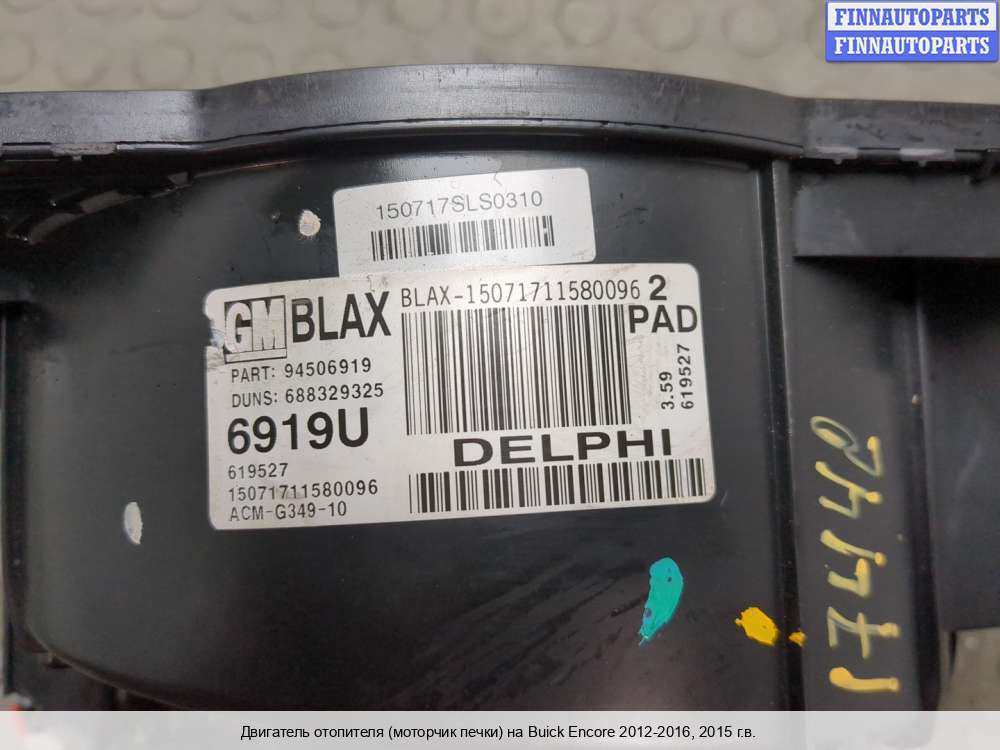 FINNAUTOPARTS
FINNAUTOPARTS
150717SLS0310
GM BLAX
BLAX-15071711580096 2
PAD
PART: 94506919
DUNS: 688329325
6919U
3.59
619527
DELPHI
619527
15071711580096
ACM-G349-10
Двигатель отопителя (моторчик печки) на Buick Encore 2012-2016, 2015 г.в.